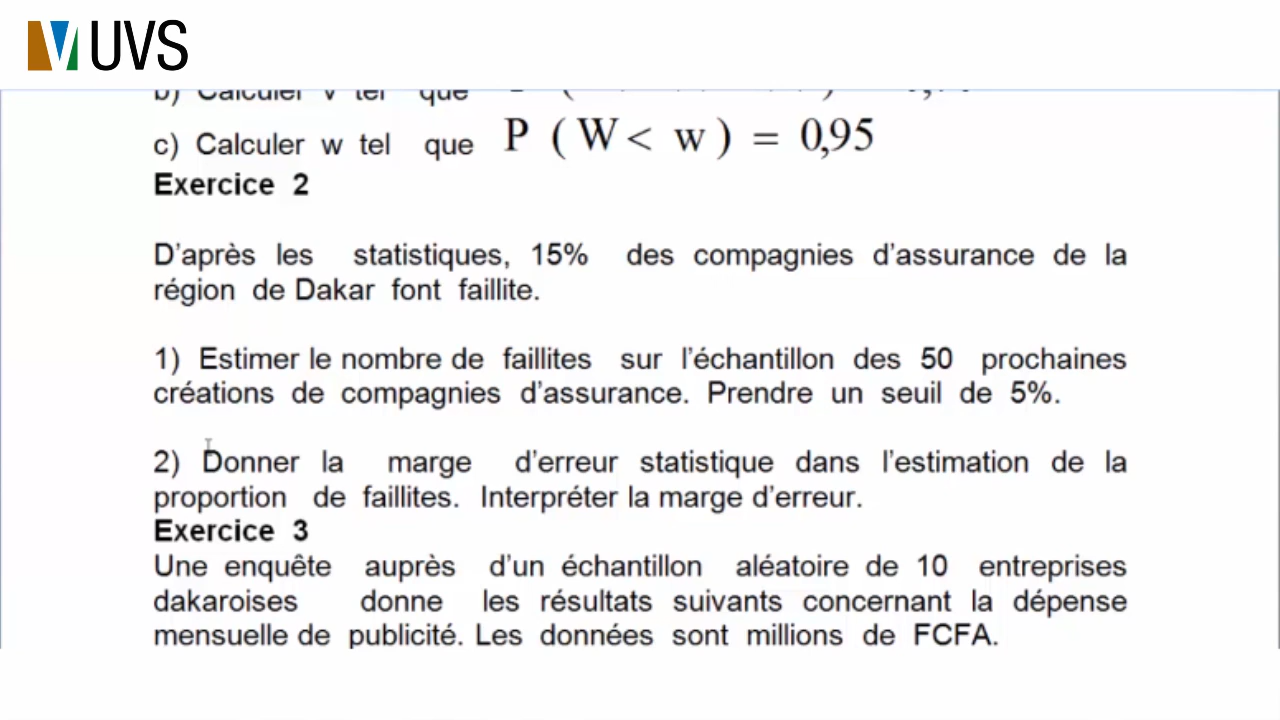 UVS
b) Calculer v tel que
c) Calculer w tel que P ( W < w ) = 0,95
Exercice 2
D'après les statistiques, 15% des compagnies d'assurance de la
région de Dakar font faillite.
1) Estimer le nombre de faillites sur l'échantillon des 50 prochaines
créations de compagnies d'assurance. Prendre un seuil de 5%.
2) Donner la marge d'erreur statistique dans l'estimation de la
proportion de faillites. Interpréter la marge d'erreur.
Exercice 3
Une enquête auprès d'un échantillon aléatoire de 10 entreprises
dakaroises donne les résultats suivants concernant la dépense
mensuelle de publicité. Les données sont millions de FCFA.